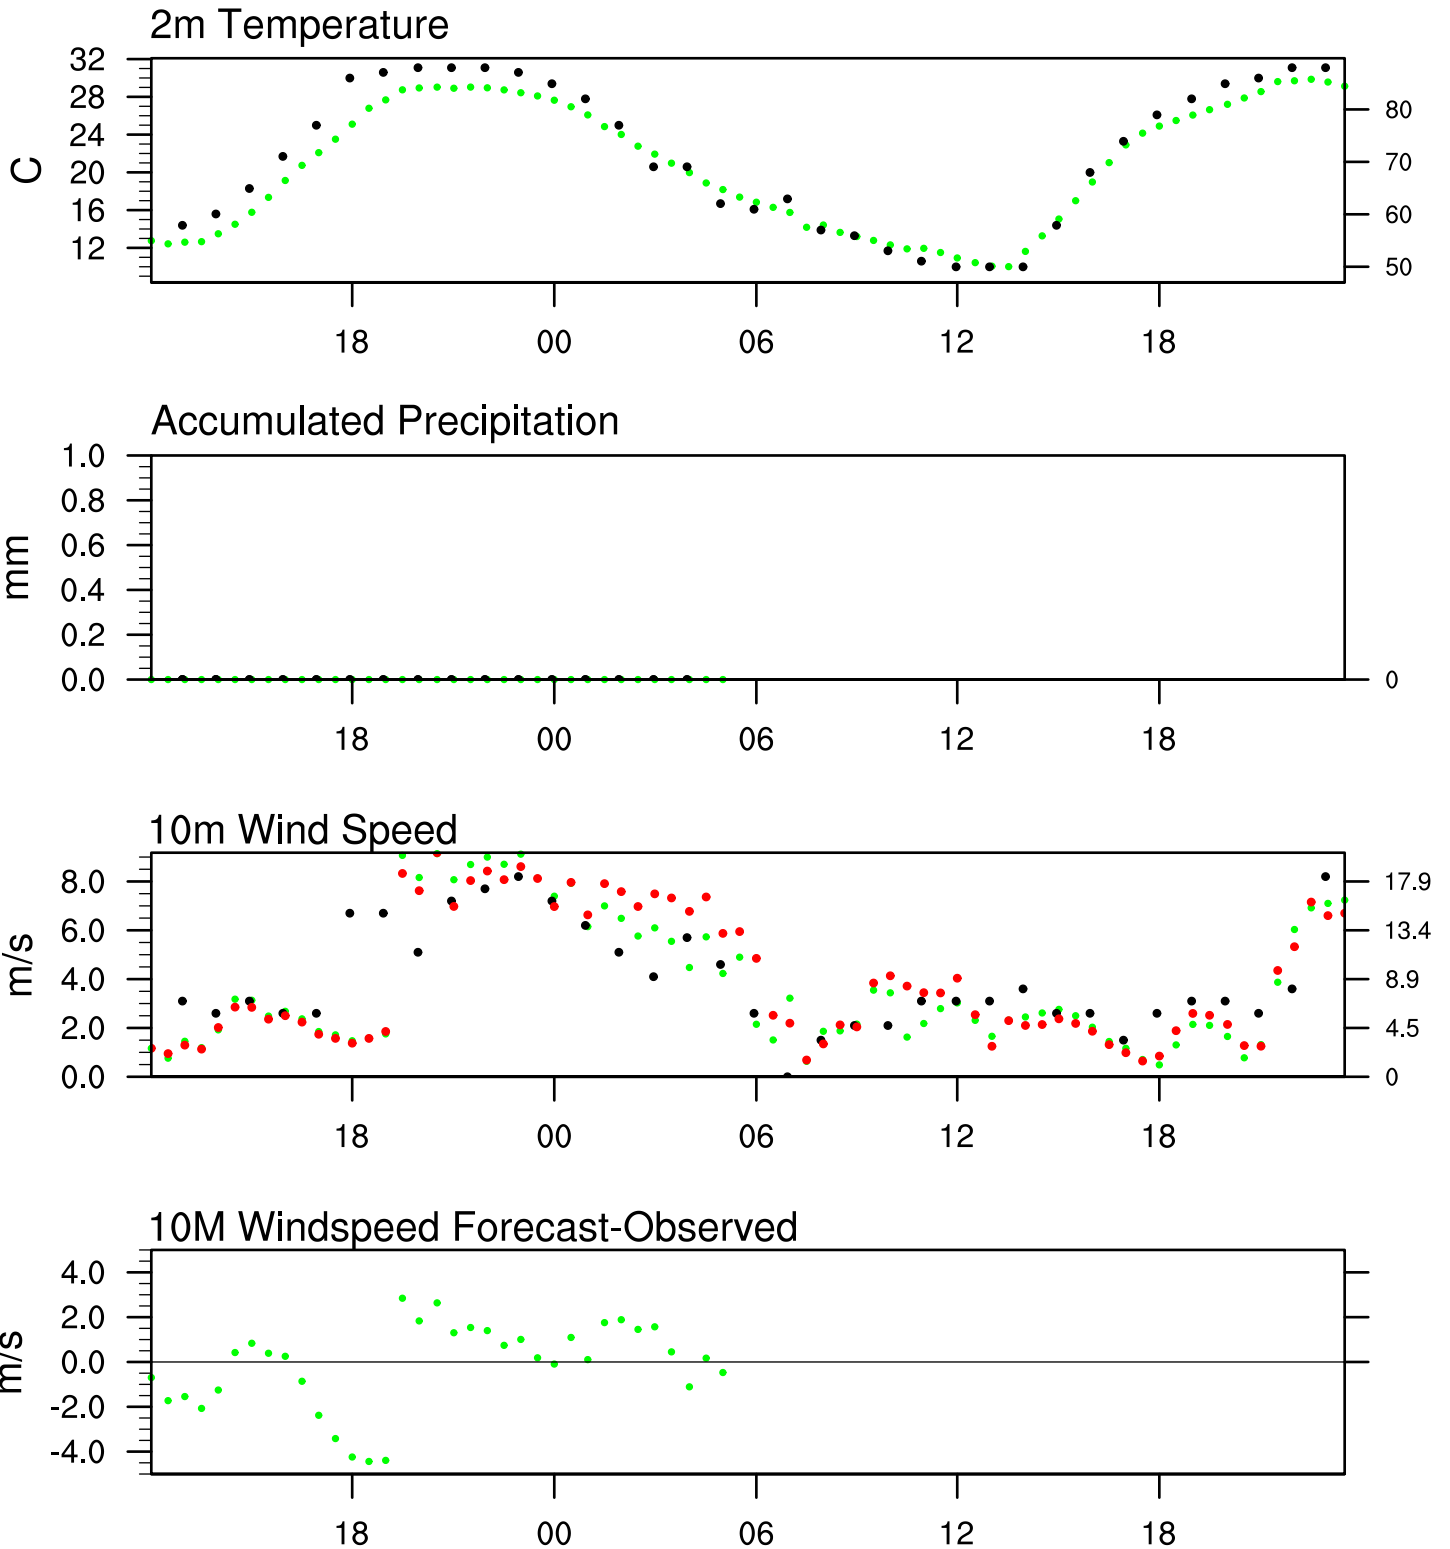 2m Temperature
32
28
24
20
16
12
C
80
70
60
50
18 00 06 12 18
Accumulated Precipitation
1.0
0.8
0.6
0.4
0.2
0.0
mm
0
18 00 06 12 18
10m Wind Speed
8.0
6.0
4.0
2.0
0.0
m/s
17.9
13.4
8.9
4.5
0
18 00 06 12 18
10M Windspeed Forecast-Observed
4.0
2.0
0.0
-2.0
-4.0
m/s
18 00 06 12 18